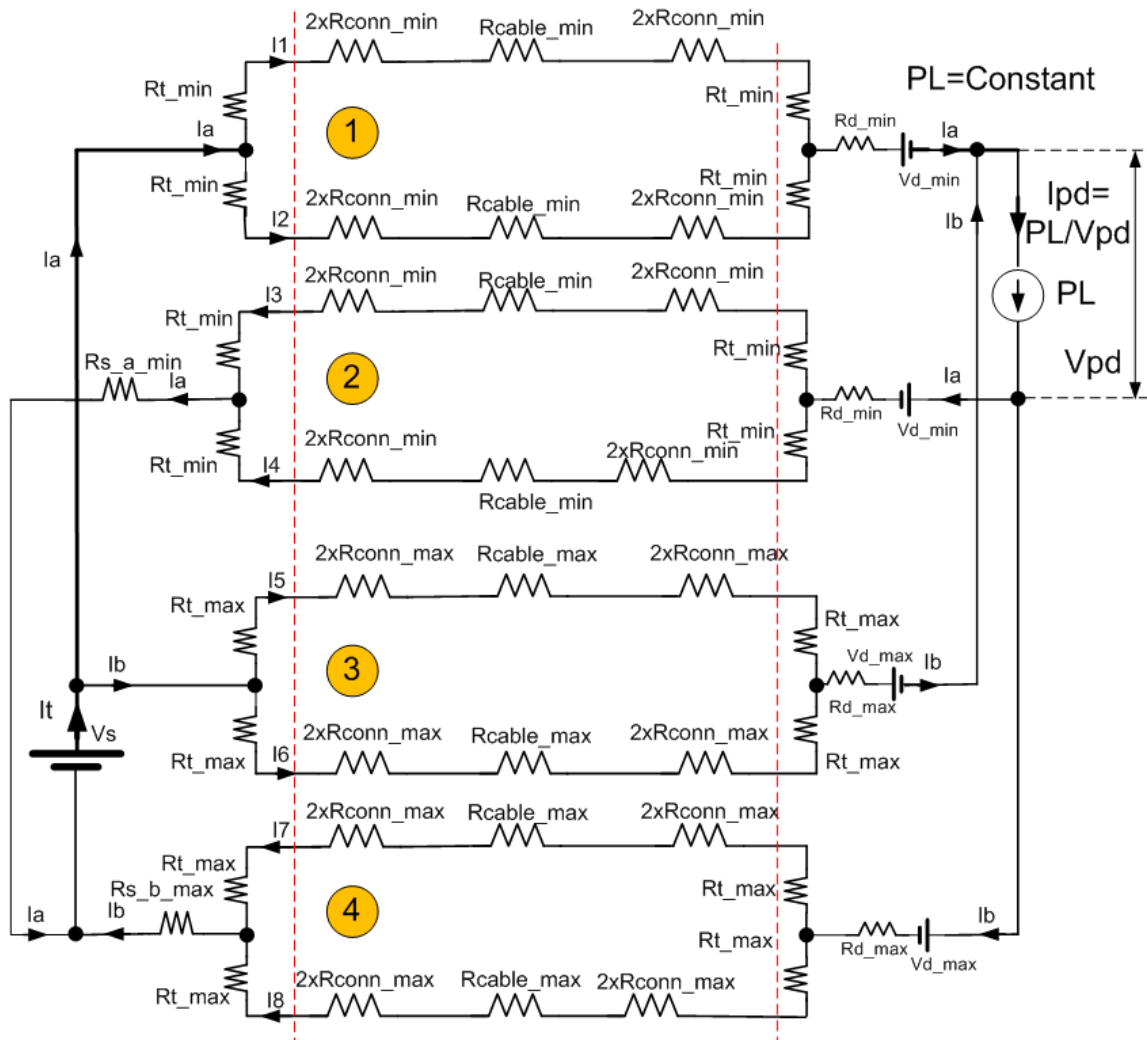 2xRconn_min
Rcable_min
2xRconn_min
I1
Rt_min
Rt_min
PL=Constant
Ia
1
Rd_min
Ia
Vd_min
Rt_min
Rt_min
2xRconn_min
Rcable_min
2xRconn_min
I2
Ipd=
PL/Vpd
Ib
Ia
2xRconn_min
Rcable_min
2xRconn_min
I3
PL
Rt_min
Rt_min
Rs_a_min
Ia
2
Vpd
Ia
Rd_min
Vd_min
Rt_min
2xRconn_min
2xRconn_min
Rt_min
I4
Rcable_min
2xRconn_max
Rcable_max
2xRconn_max
I5
Rt_max
Rt_max
Ib
3
Vd_max
Ib
Rd_max
It
Vs
2xRconn_max
Rcable_max
2xRconn_max
Rt_max
I6
Rt_max
2xRconn_max
Rcable_max
2xRconn_max
I7
Rt_max
Rs_b_max
Rt_max
Ia
Ib
4
Rt_max
Ib
Rd_max
Vd_max
Rt_max
I8
2xRconn_max
Rcable_max
2xRconn_max